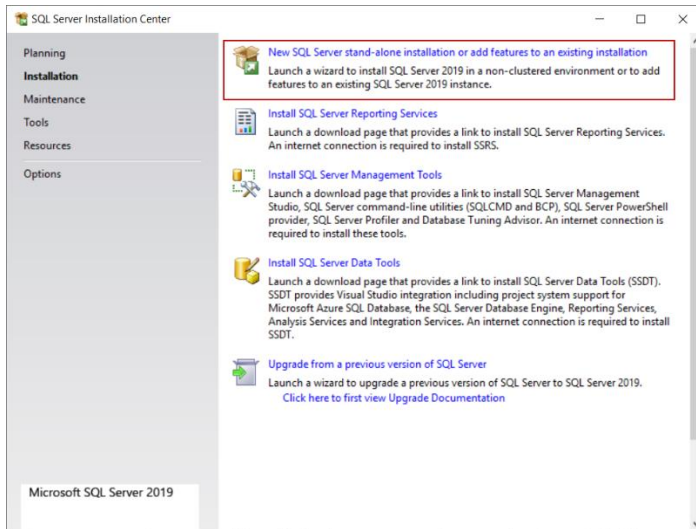 SQL Server Installation Center
Planning
Installation
Maintenance
Tools
Resources
Options
New SQL Server stand-alone installation or add features to an existing installation
Launch a wizard to install SQL Server 2019 in a non-clustered environment or to add
features to an existing SQL Server 2019 instance.
Install SQL Server Reporting Services
Launch a download page that provides a link to install SQL Server Reporting Services.
An internet connection is required to install SSRS.
Install SQL Server Management Tools
Launch a download page that provides a link to install SQL Server Management
Studio, SQL Server command-line utilities (SQLCMD and BCP), SQL Server PowerShell
provider, SQL Server Profiler and Database Tuning Advisor. An internet connection is
required to install these tools.
Install SQL Server Data Tools
Launch a download page that provides a link to install SQL Server Data Tools (SSDT).
SSDT provides Visual Studio integration including project system support for
Microsoft Azure SQL Database, the SQL Server Database Engine, Reporting Services,
Analysis Services and Integration Services. An internet connection is required to install
SSDT.
Upgrade from a previous version of SQL Server
Launch a wizard to upgrade a previous version of SQL Server to SQL Server 2019.
Click here to first view Upgrade Documentation
Microsoft SQL Server 2019